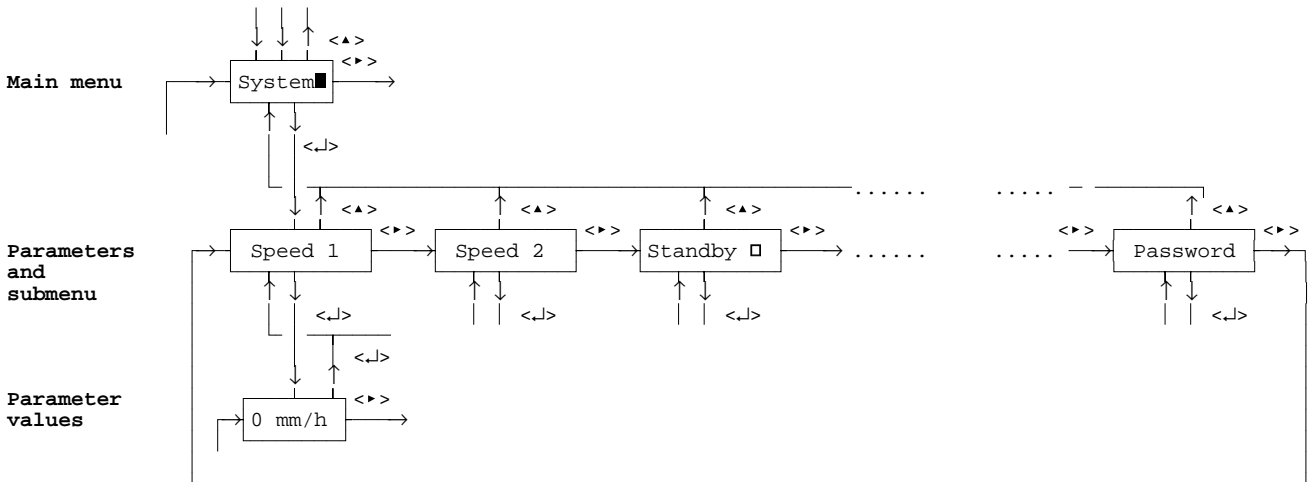 <▲>
<►>
Main menu System■
<↵>
...... .....
<▲> <▲> <▲> <▲>
<►> <►> <►> <►> <►>
Parameters Speed 1 Speed 2 Standby □ ...... ..... Password
and
submenu
<↵> <↵> <↵> <↵>
<↵>
Parameter <►>
values 0 mm/h